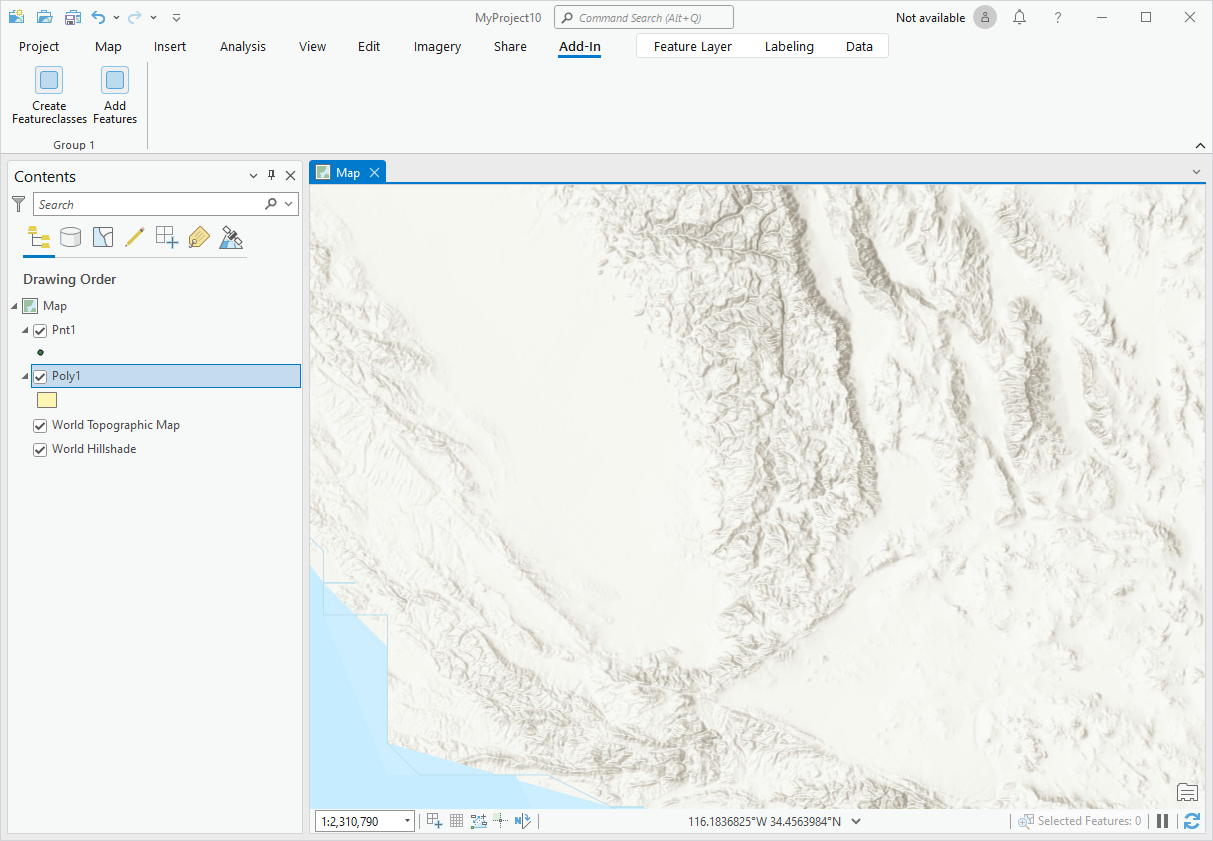 MyProject10
Command Search (Alt+Q)
Not available
?
Project Map Insert Analysis View Edit Imagery Share Add-In Feature Layer Labeling Data
Create Featureclasses
Add Features
Group 1
Contents
Map
Search
Drawing Order
Map
Pnt1
Poly1
World Topographic Map
World Hillshade
1:2,310,790
N
116.1836825°W 34.4563984°N
Selected Features: 0